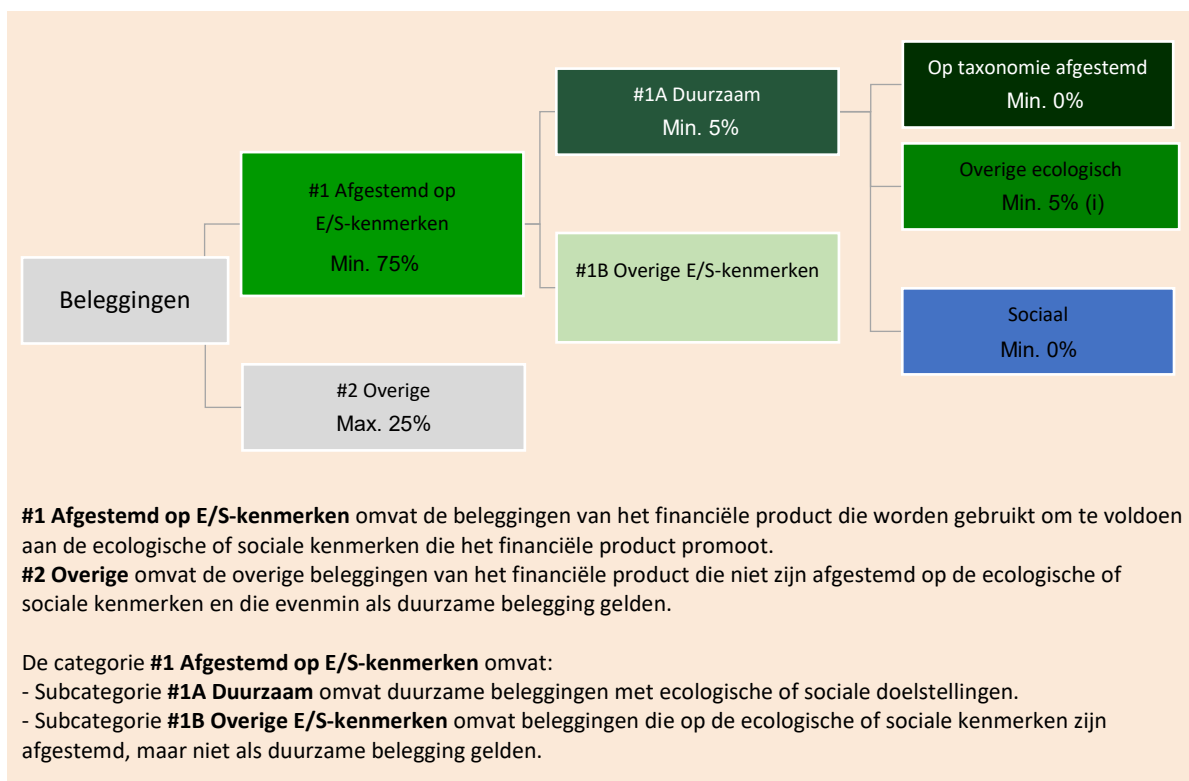 Beleggingen
#1 Afgestemd op
E/S-kenmerken
Min. 75%
#2 Overige
Max. 25%
#1A Duurzaam
Min. 5%
#1B Overige E/S-kenmerken
Op taxonomie afgestemd
Min. 0%
Overige ecologisch
Min. 5% (i)
Sociaal
Min. 0%
#1 Afgestemd op E/S-kenmerken omvat de beleggingen van het financiële product die worden gebruikt om te voldoen
aan de ecologische of sociale kenmerken die het financiële product promoot.
#2 Overige omvat de overige beleggingen van het financiële product die niet zijn afgestemd op de ecologische of
sociale kenmerken en die evenmin als duurzame belegging gelden.
De categorie #1 Afgestemd op E/S-kenmerken omvat:
- Subcategorie #1A Duurzaam omvat duurzame beleggingen met ecologische of sociale doelstellingen.
- Subcategorie #1B Overige E/S-kenmerken omvat beleggingen die op de ecologische of sociale kenmerken zijn
afgestemd, maar niet als duurzame belegging gelden.